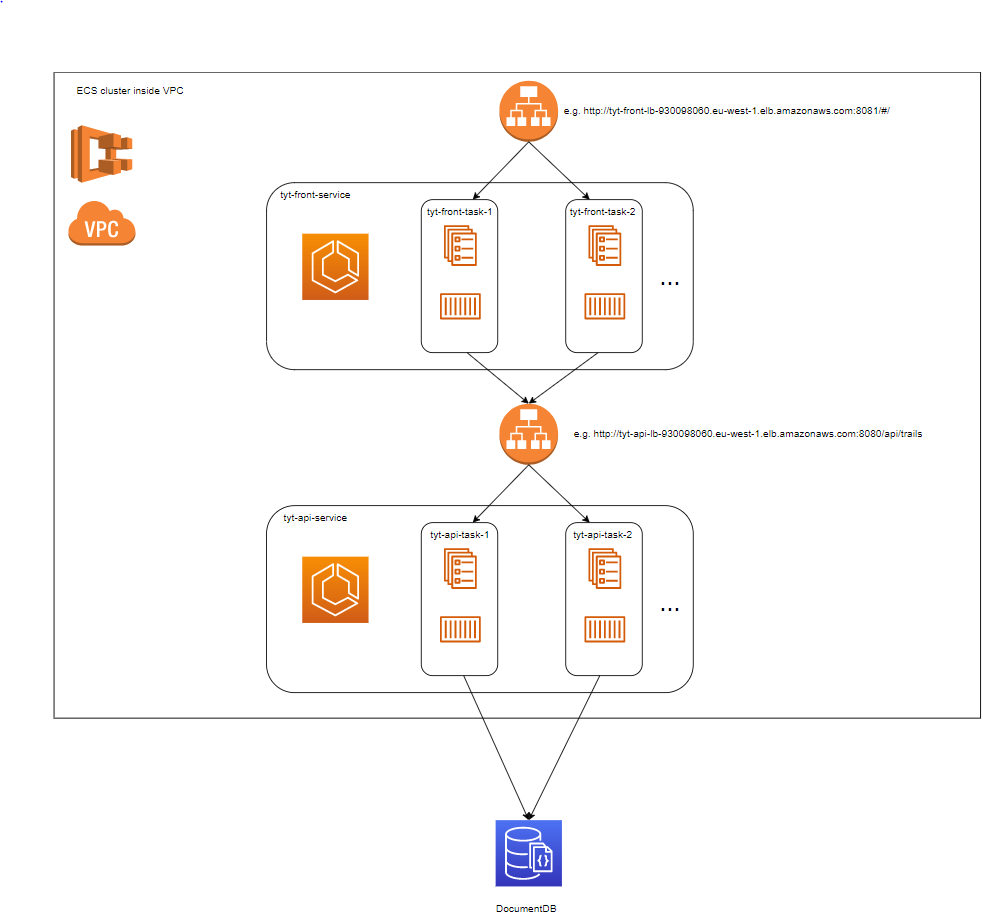 ECS cluster inside VPC
e.g. http://tyt-front-lb-930098060.eu-west-1.elb.amazonaws.com:8081/#/
VPC
tyt-front-service
tyt-front-task-1
tyt-front-task-2
...
e.g. http://tyt-api-lb-930098060.eu-west-1.elb.amazonaws.com:8080/api/trails
tyt-api-service
tyt-api-task-1
tyt-api-task-2
...
{}
DocumentDB